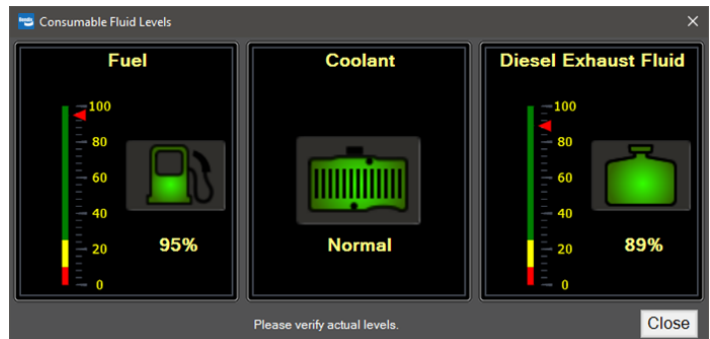 Consumable Fluid Levels
Fuel
100
80
60
40
20
0
95%
Coolant
Normal
Diesel Exhaust Fluid
100
80
60
40
20
0
89%
Please verify actual levels.
Close